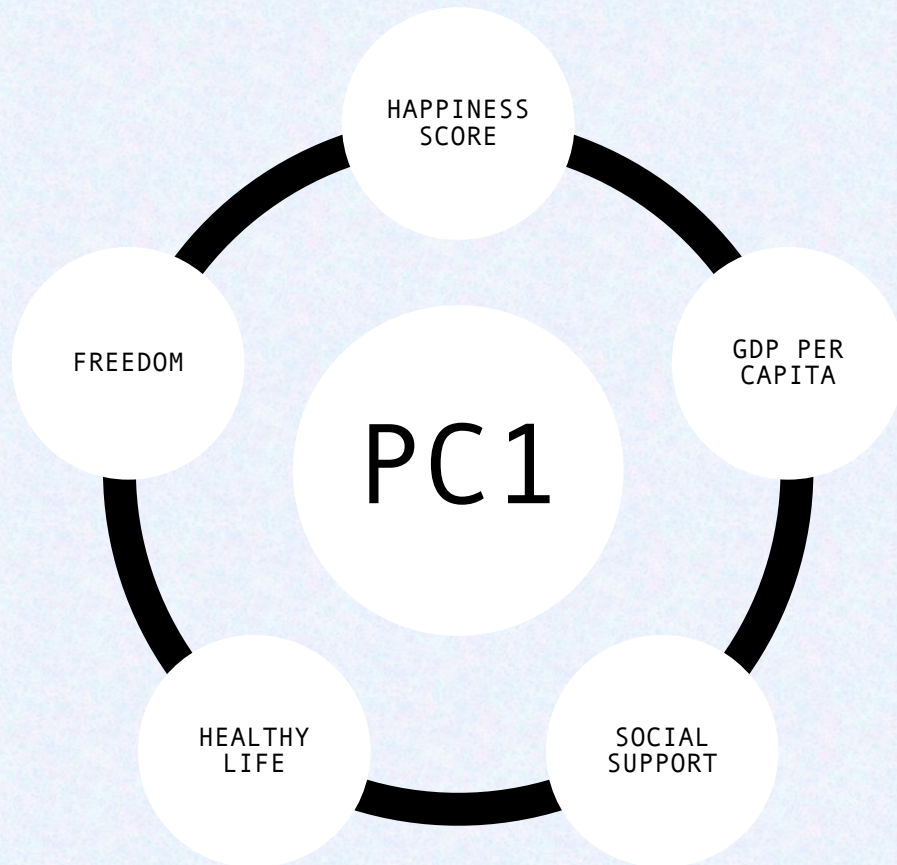 HAPPINESS
SCORE
FREEDOM
GDP PER
CAPITA
PC1
HEALTHY
LIFE
SOCIAL
SUPPORT